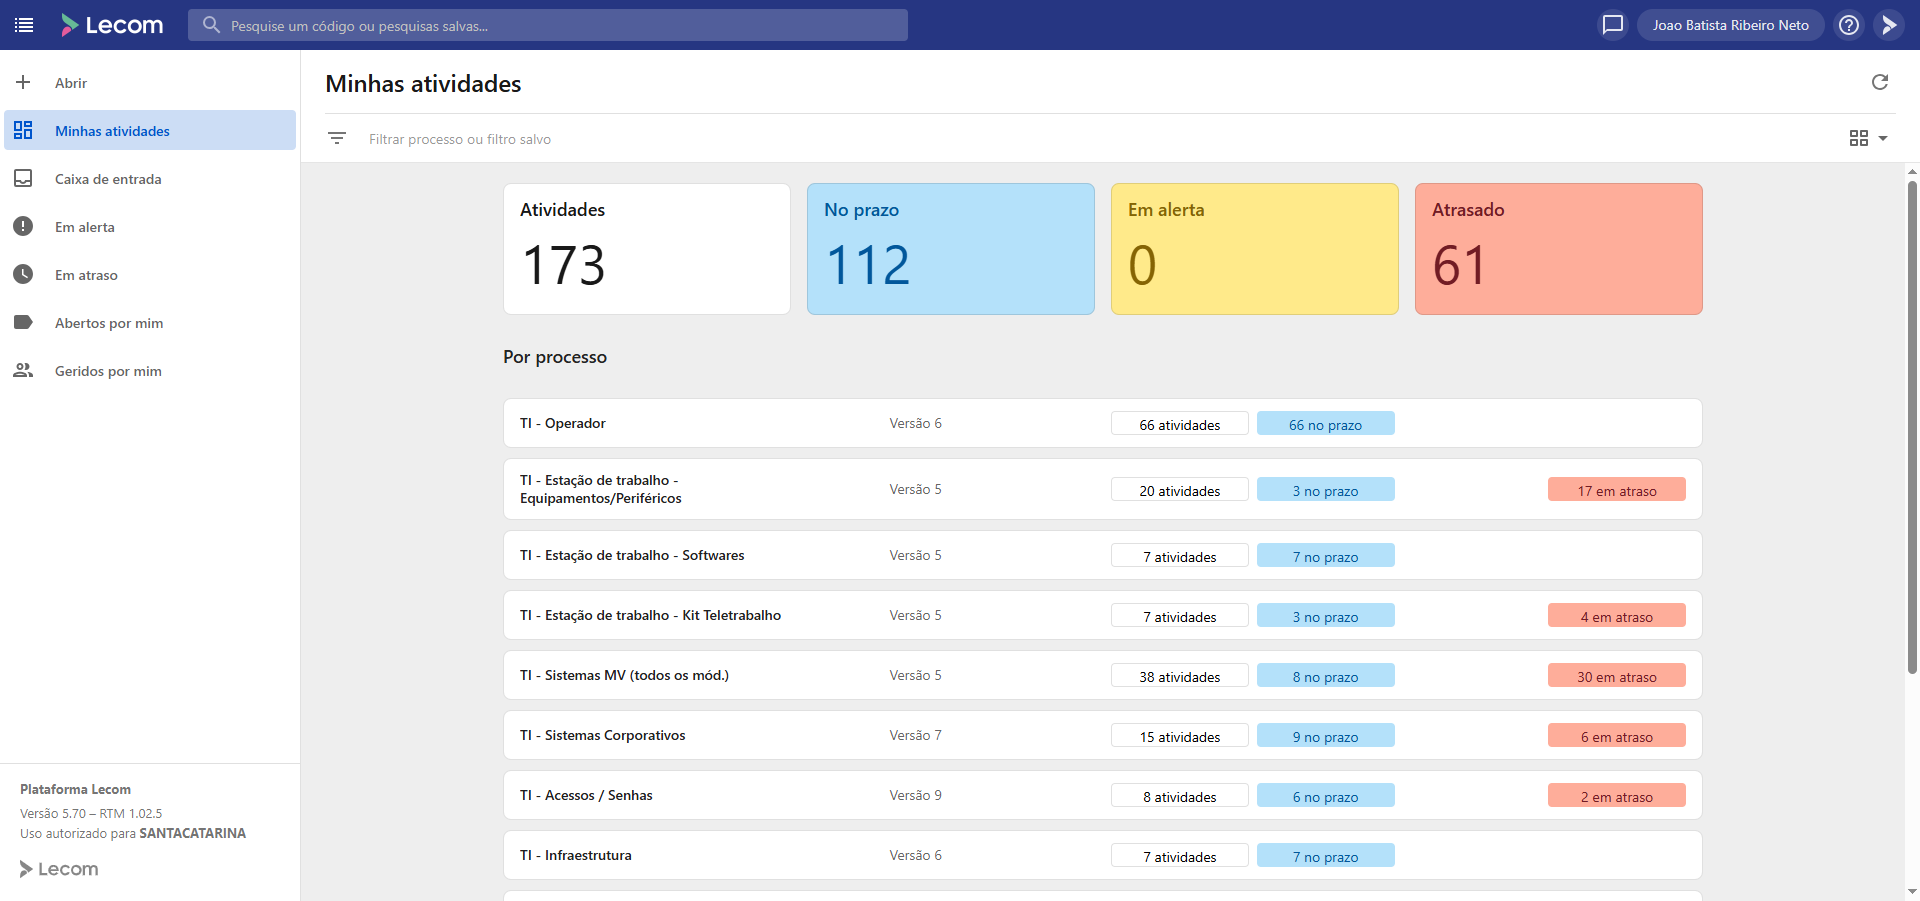 Lecom
Pesquise um código ou pesquisas salvas...
Joao Batista Ribeiro Neto
Abrir
Minhas atividades
Caixa de entrada
Em alerta
Em atraso
Abertos por mim
Geridos por mim
Plataforma Lecom
Versão 5.70 – RTM 1.02.5
Uso autorizado para SANTACATARINA
Lecom
Minhas atividades
Filtrar processo ou filtro salvo
Atividades
173
No prazo
112
Em alerta
0
Atrasado
61
Por processo
TI - Operador Versão 6 66 atividades 66 no prazo
TI - Estação de trabalho -
Equipamentos/Periféricos Versão 5 20 atividades 3 no prazo 17 em atraso
TI - Estação de trabalho - Softwares Versão 5 7 atividades 7 no prazo
TI - Estação de trabalho - Kit Teletrabalho Versão 5 7 atividades 3 no prazo 4 em atraso
TI - Sistemas MV (todos os mód.) Versão 5 38 atividades 8 no prazo 30 em atraso
TI - Sistemas Corporativos Versão 7 15 atividades 9 no prazo 6 em atraso
TI - Acessos / Senhas Versão 9 8 atividades 6 no prazo 2 em atraso
TI - Infraestrutura Versão 6 7 atividades 7 no prazo